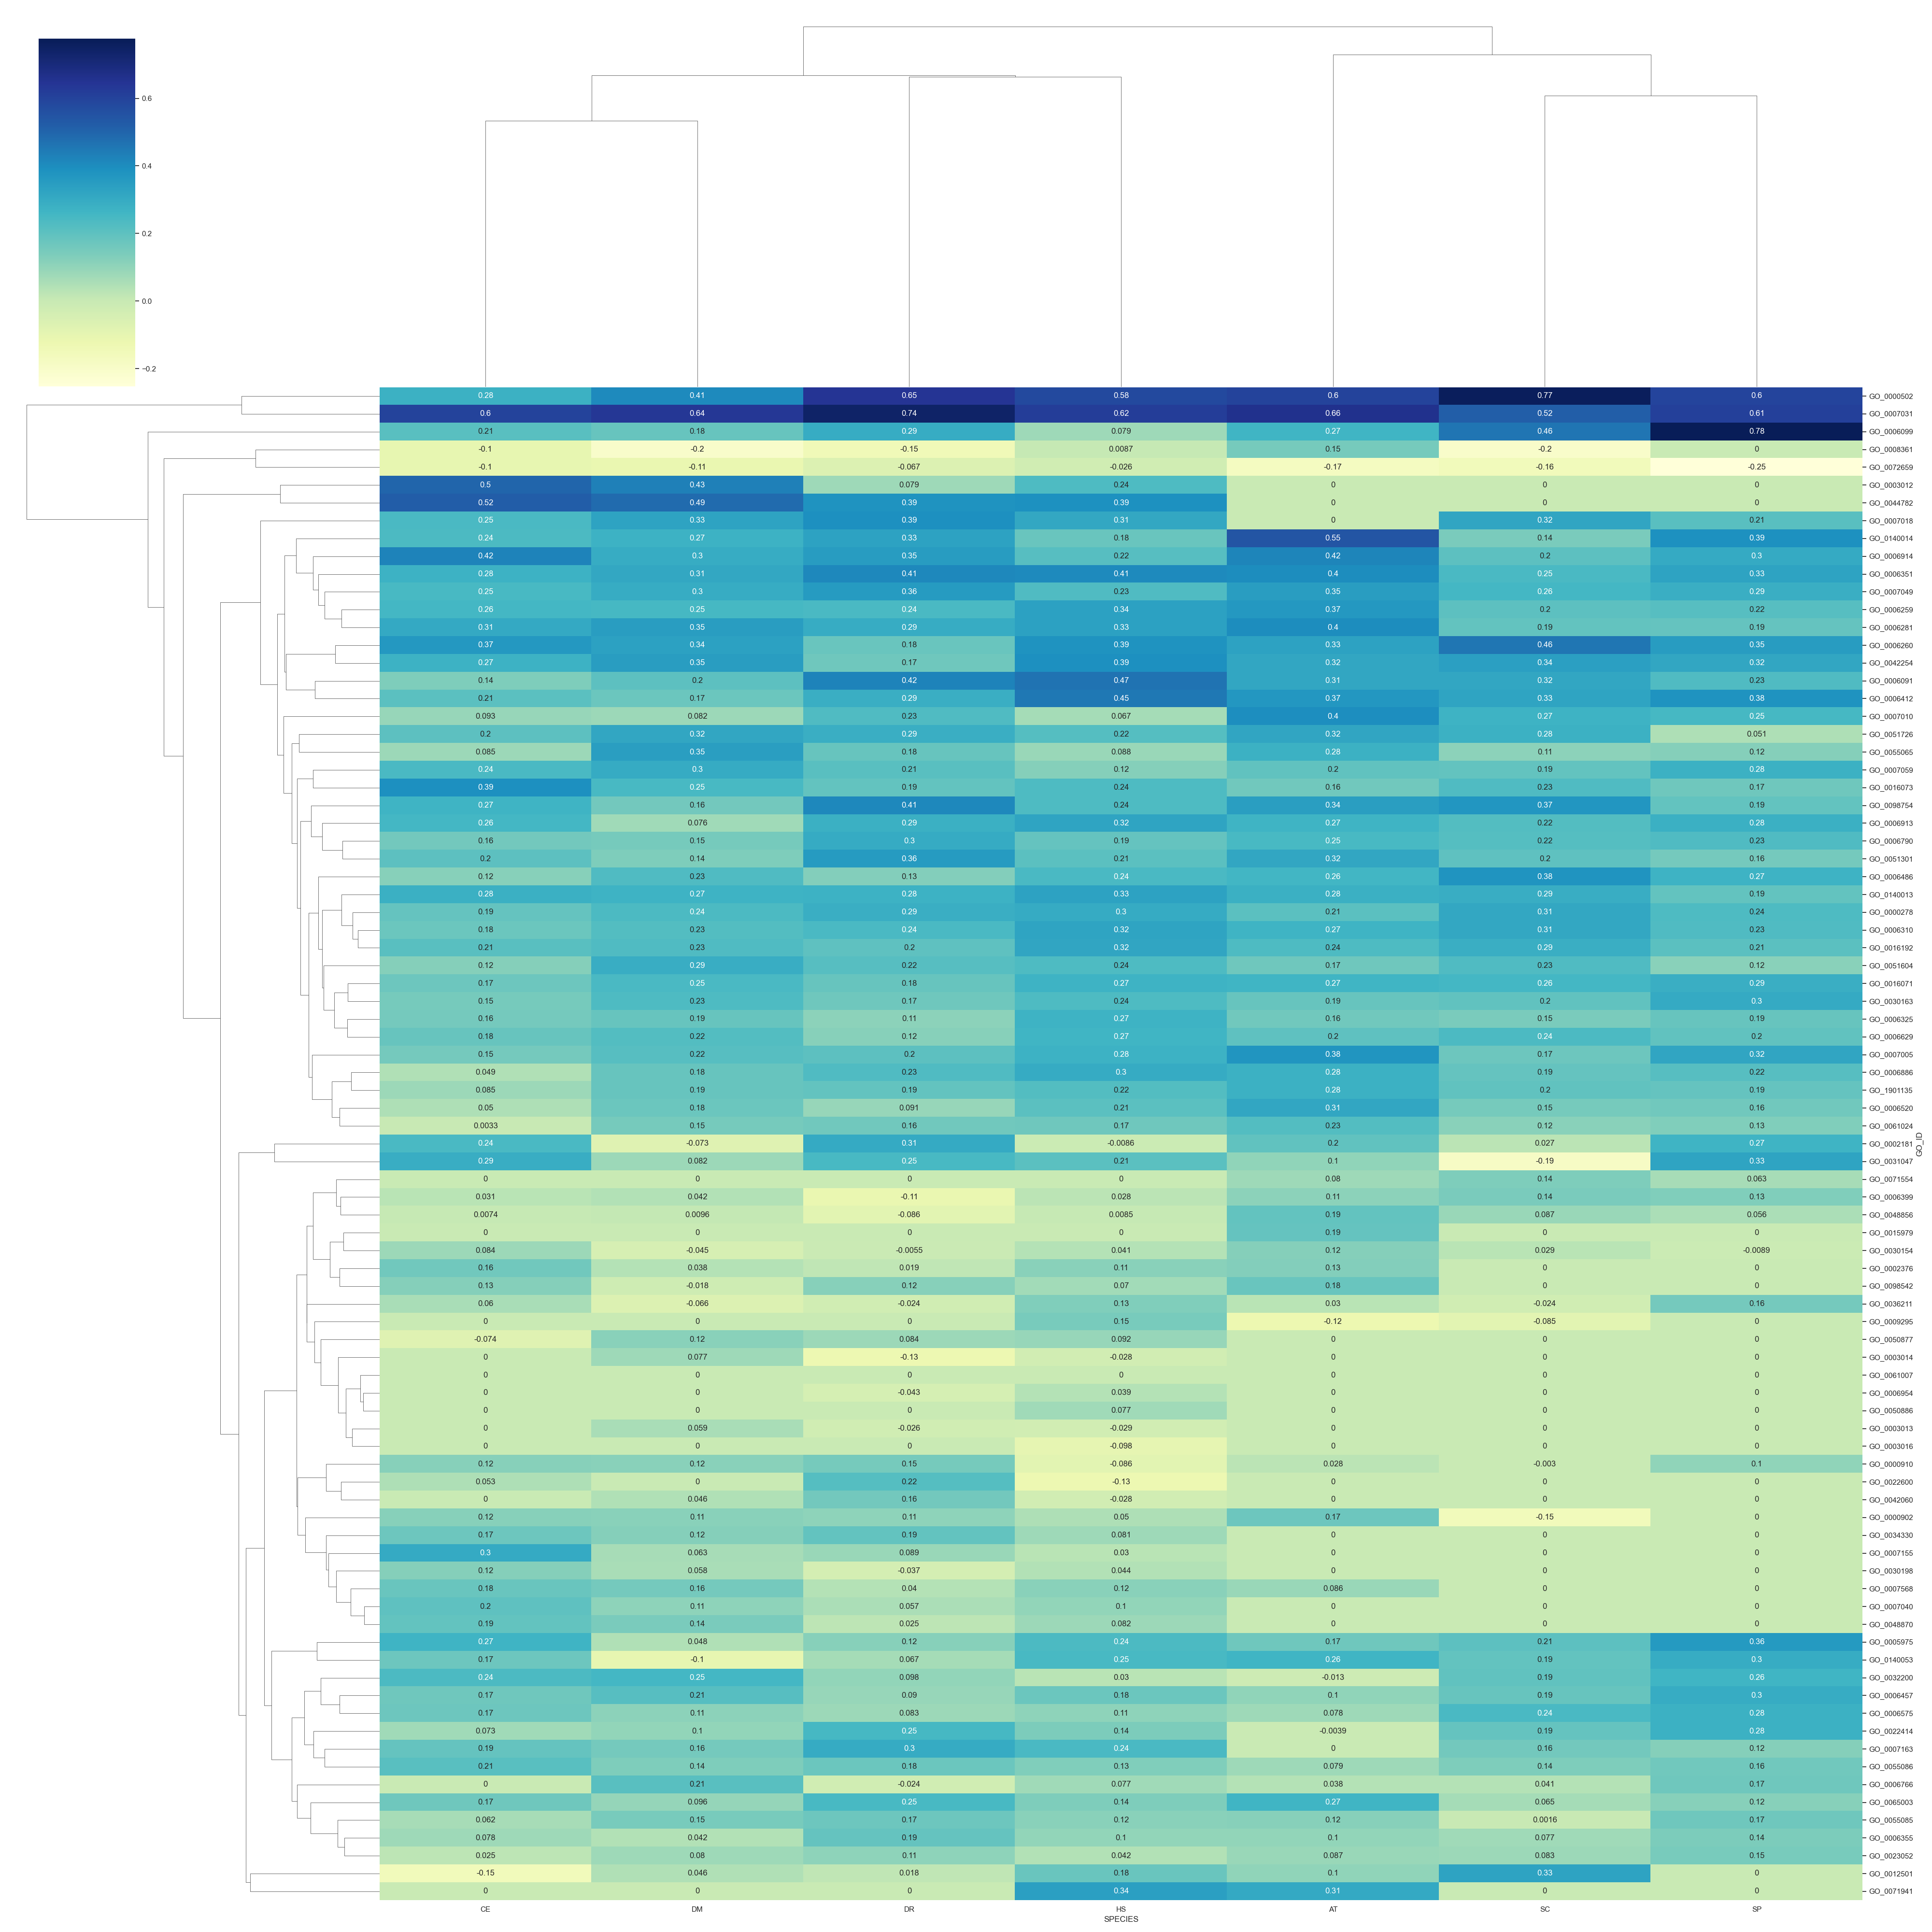 0.6
0.4
0.2
0.0
−0.2
0.28 0.41 0.65 0.58 0.6 0.77 0.6 GO_0000502
0.6 0.64 0.74 0.62 0.66 0.52 0.61 GO_0007031
0.21 0.18 0.29 0.079 0.27 0.46 0.78 GO_0006099
-0.1 -0.2 -0.15 0.0087 0.15 -0.2 0 GO_0008361
-0.1 -0.11 -0.067 -0.026 -0.17 -0.16 -0.25 GO_0072659
0.5 0.43 0.079 0.24 0 0 0 GO_0003012
0.52 0.49 0.39 0.39 0 0 0 GO_0044782
0.25 0.33 0.39 0.31 0 0.32 0.21 GO_0007018
0.24 0.27 0.33 0.18 0.55 0.14 0.39 GO_0140014
0.42 0.3 0.35 0.22 0.42 0.2 0.3 GO_0006914
0.28 0.31 0.41 0.41 0.4 0.25 0.33 GO_0006351
0.25 0.3 0.36 0.23 0.35 0.26 0.29 GO_0007049
0.26 0.25 0.24 0.34 0.37 0.2 0.22 GO_0006259
0.31 0.35 0.29 0.33 0.4 0.19 0.19 GO_0006281
0.37 0.34 0.18 0.39 0.33 0.46 0.35 GO_0006260
0.27 0.35 0.17 0.39 0.32 0.34 0.32 GO_0042254
0.14 0.2 0.42 0.47 0.31 0.32 0.23 GO_0006091
0.21 0.17 0.29 0.45 0.37 0.33 0.38 GO_0006412
0.093 0.082 0.23 0.067 0.4 0.27 0.25 GO_0007010
0.2 0.32 0.29 0.22 0.32 0.28 0.051 GO_0051726
0.085 0.35 0.18 0.088 0.28 0.11 0.12 GO_0055065
0.24 0.3 0.21 0.12 0.2 0.19 0.28 GO_0007059
0.39 0.25 0.19 0.24 0.16 0.23 0.17 GO_0016073
0.27 0.16 0.41 0.24 0.34 0.37 0.19 GO_0098754
0.26 0.076 0.29 0.32 0.27 0.22 0.28 GO_0006913
0.16 0.15 0.3 0.19 0.25 0.22 0.23 GO_0006790
0.2 0.14 0.36 0.21 0.32 0.2 0.16 GO_0051301
0.12 0.23 0.13 0.24 0.26 0.38 0.27 GO_0006486
0.28 0.27 0.28 0.33 0.28 0.29 0.19 GO_0140013
0.19 0.24 0.29 0.3 0.21 0.31 0.24 GO_0000278
0.18 0.23 0.24 0.32 0.27 0.31 0.23 GO_0006310
0.21 0.23 0.2 0.32 0.24 0.29 0.21 GO_0016192
0.12 0.29 0.22 0.24 0.17 0.23 0.12 GO_0051604
0.17 0.25 0.18 0.27 0.27 0.26 0.29 GO_0016071
0.15 0.23 0.17 0.24 0.19 0.2 0.3 GO_0030163
0.16 0.19 0.11 0.27 0.16 0.15 0.19 GO_0006325
0.18 0.22 0.12 0.27 0.2 0.24 0.2 GO_0006629
0.15 0.22 0.2 0.28 0.38 0.17 0.32 GO_0007005
0.049 0.18 0.23 0.3 0.28 0.19 0.22 GO_0006886
0.085 0.19 0.19 0.22 0.28 0.2 0.19 GO_1901135
0.05 0.18 0.091 0.21 0.31 0.15 0.16 GO_0006520
0.0033 0.15 0.16 0.17 0.23 0.12 0.13 GO_0061024
0.24 -0.073 0.31 -0.0086 0.2 0.027 0.27 GO_0002181
GO_ID
0.29 0.082 0.25 0.21 0.1 -0.19 0.33 GO_0031047
0 0 0 0 0.08 0.14 0.063 GO_0071554
0.031 0.042 -0.11 0.028 0.11 0.14 0.13 GO_0006399
0.0074 0.0096 -0.086 0.0085 0.19 0.087 0.056 GO_0048856
0 0 0 0 0.19 0 0 GO_0015979
0.084 -0.045 -0.0055 0.041 0.12 0.029 -0.0089 GO_0030154
0.16 0.038 0.019 0.11 0.13 0 0 GO_0002376
0.13 -0.018 0.12 0.07 0.18 0 0 GO_0098542
0.06 -0.066 -0.024 0.13 0.03 -0.024 0.16 GO_0036211
0 0 0 0.15 -0.12 -0.085 0 GO_0009295
-0.074 0.12 0.084 0.092 0 0 0 GO_0050877
0 0.077 -0.13 -0.028 0 0 0 GO_0003014
0 0 0 0 0 0 0 GO_0061007
0 0 -0.043 0.039 0 0 0 GO_0006954
0 0 0 0.077 0 0 0 GO_0050886
0 0.059 -0.026 -0.029 0 0 0 GO_0003013
0 0 0 -0.098 0 0 0 GO_0003016
0.12 0.12 0.15 -0.086 0.028 -0.003 0.1 GO_0000910
0.053 0 0.22 -0.13 0 0 0 GO_0022600
0 0.046 0.16 -0.028 0 0 0 GO_0042060
0.12 0.11 0.11 0.05 0.17 -0.15 0 GO_0000902
0.17 0.12 0.19 0.081 0 0 0 GO_0034330
0.3 0.063 0.089 0.03 0 0 0 GO_0007155
0.12 0.058 -0.037 0.044 0 0 0 GO_0030198
0.18 0.16 0.04 0.12 0.086 0 0 GO_0007568
0.2 0.11 0.057 0.1 0 0 0 GO_0007040
0.19 0.14 0.025 0.082 0 0 0 GO_0048870
0.27 0.048 0.12 0.24 0.17 0.21 0.36 GO_0005975
0.17 -0.1 0.067 0.25 0.26 0.19 0.3 GO_0140053
0.24 0.25 0.098 0.03 -0.013 0.19 0.26 GO_0032200
0.17 0.21 0.09 0.18 0.1 0.19 0.3 GO_0006457
0.17 0.11 0.083 0.11 0.078 0.24 0.28 GO_0006575
0.073 0.1 0.25 0.14 -0.0039 0.19 0.28 GO_0022414
0.19 0.16 0.3 0.24 0 0.16 0.12 GO_0007163
0.21 0.14 0.18 0.13 0.079 0.14 0.16 GO_0055086
0 0.21 -0.024 0.077 0.038 0.041 0.17 GO_0006766
0.17 0.096 0.25 0.14 0.27 0.065 0.12 GO_0065003
0.062 0.15 0.17 0.12 0.12 0.0016 0.17 GO_0055085
0.078 0.042 0.19 0.1 0.1 0.077 0.14 GO_0006355
0.025 0.08 0.11 0.042 0.087 0.083 0.15 GO_0023052
-0.15 0.046 0.018 0.18 0.1 0.33 0 GO_0012501
0 0 0 0.34 0.31 0 0 GO_0071941
CE DM DR HS AT SC SP
SPECIES